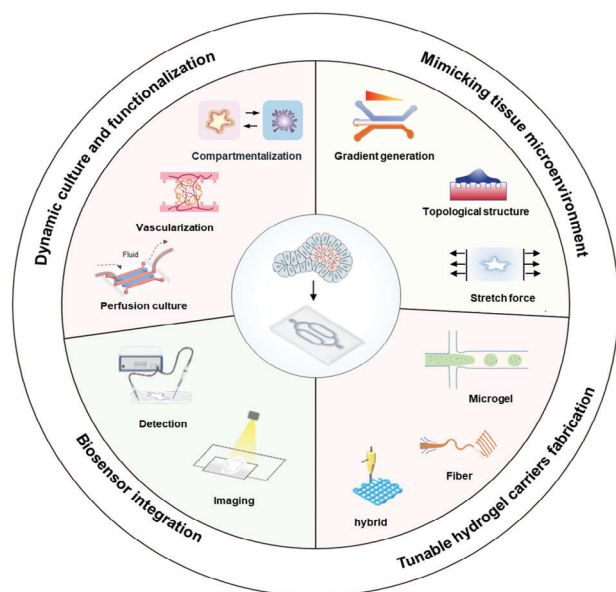 Dynamic culture and functionalization
Mimicking tissue microenvironment
Compartmentalization
Gradient generation
Vascularization
Topological structure
Fluid
Perfusion culture
Stretch force
Detection
Microgel
Imaging
Fiber
hybrid
Biosensor integration
Tunable hydrogel carriers fabrication